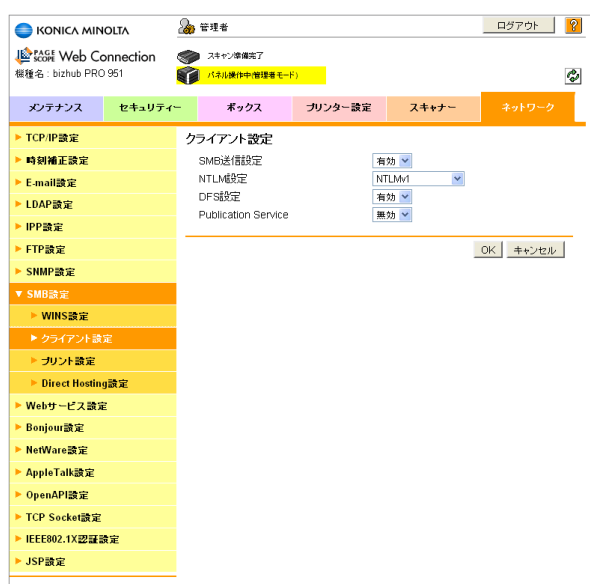 KONICA MINOLTA
管理者
ログアウト
?
PAGE SCOPE Web Connection
機種名 : bizhub PRO 951
スキャン準備完了
パネル操作中(管理者モード)
メンテナンス
セキュリティー
ボックス
プリンター設定
スキャナー
ネットワーク
TCP/IP設定
時刻補正設定
E-mail設定
LDAP設定
IPP設定
FTP設定
SNMP設定
SMB設定
WINS設定
クライアント設定
プリント設定
Direct Hosting設定
Webサービス設定
Bonjour設定
NetWare設定
AppleTalk設定
OpenAPI設定
TCP Socket設定
IEEE802.1X認証設定
JSP設定
クライアント設定
SMB送信設定 有効
NTLM設定 NTLMv1
DFS設定 有効
Publication Service 無効
OK キャンセル